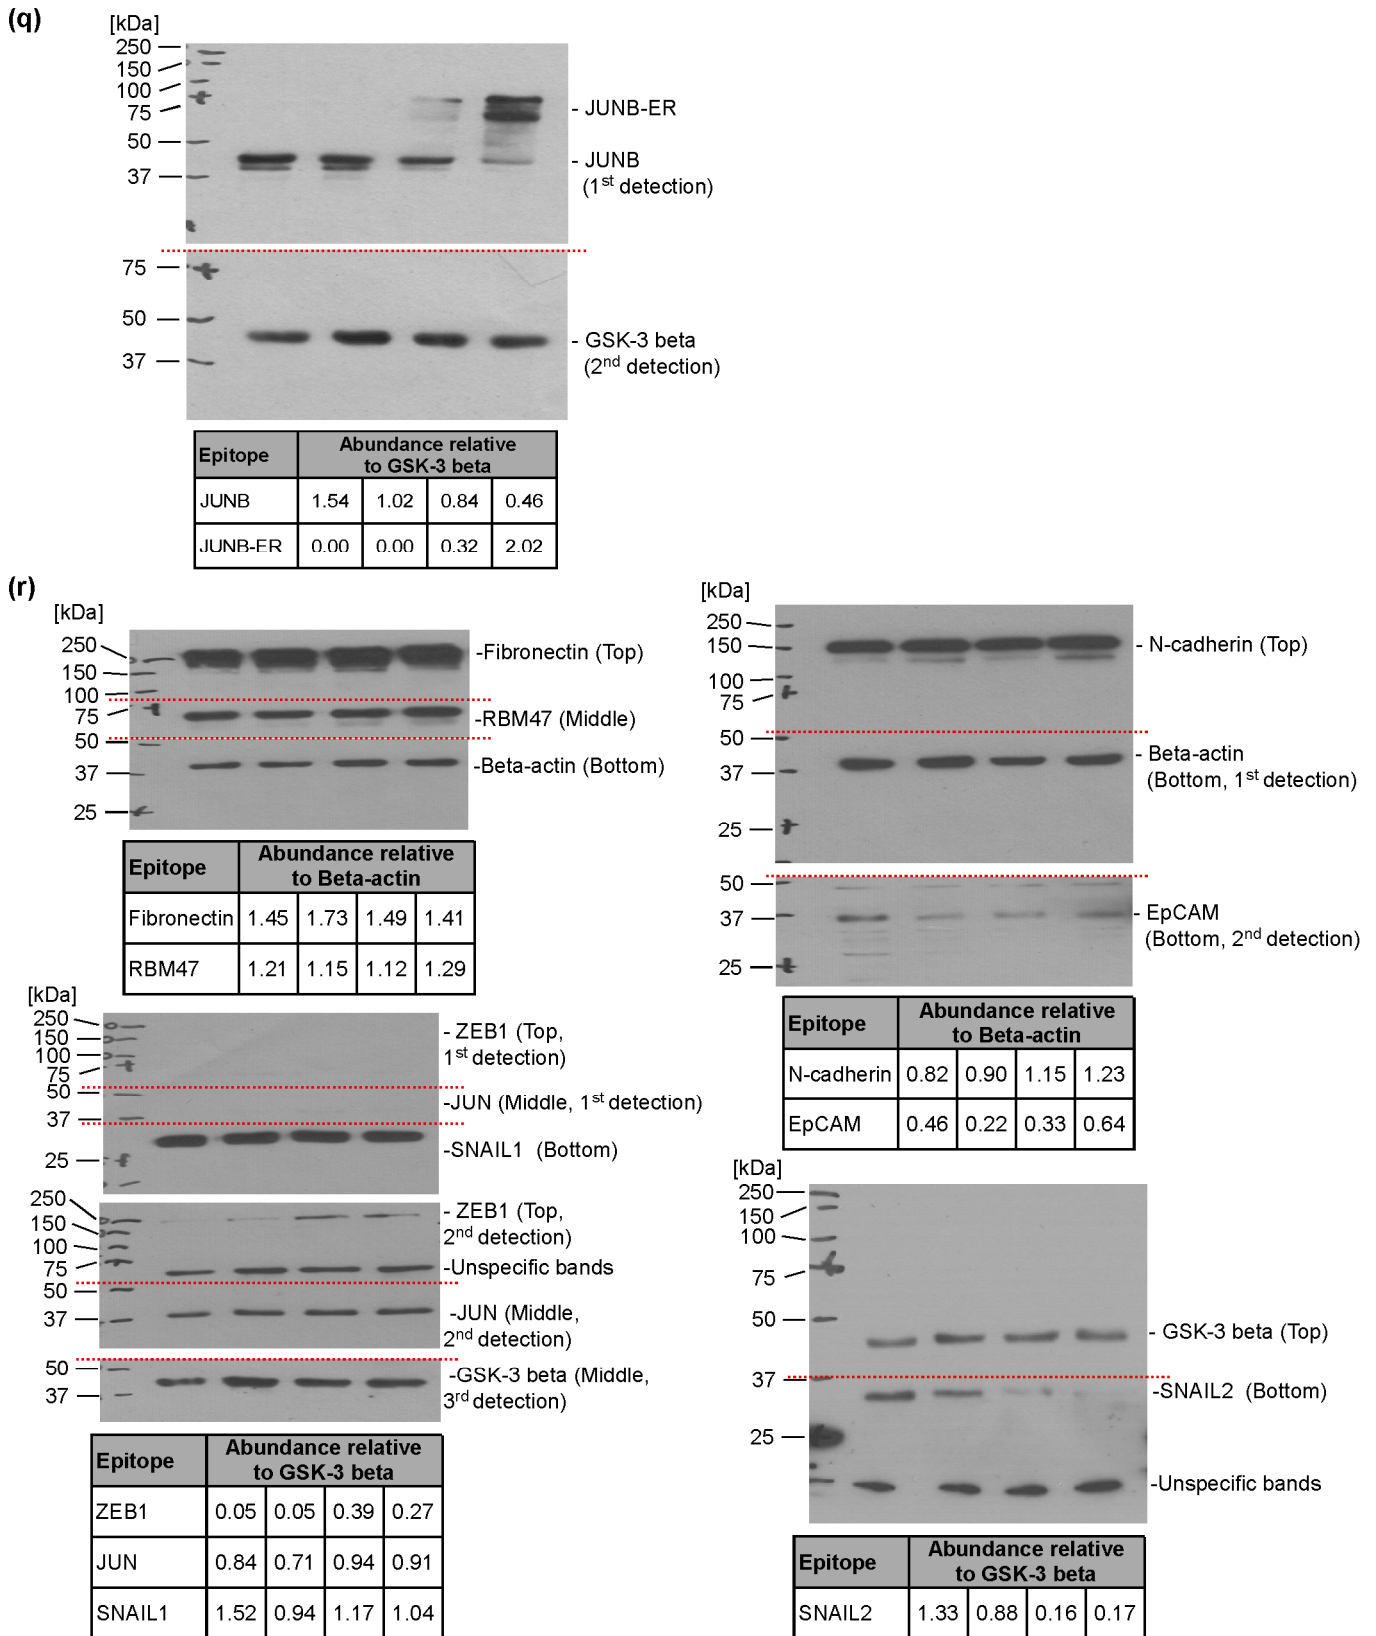 (q)
[kDa]
250
150
100
75
50
37
- JUNB-ER
- JUNB
(1st detection)
75
50
37
- GSK-3 beta
(2nd detection)
Epitope
Abundance relative
to GSK-3 beta
JUNB 1.54 1.02 0.84 0.46
JUNB-ER 0.00 0.00 0.32 2.02
(r)
[kDa]
250
150
100
75
50
37
25
-Fibronectin (Top)
-RBM47 (Middle)
-Beta-actin (Bottom)
Epitope
Abundance relative
to Beta-actin
Fibronectin 1.45 1.73 1.49 1.41
RBM47 1.21 1.15 1.12 1.29
[kDa]
250
150
100
75
50
37
25
- ZEB1 (Top,
1st detection)
-JUN (Middle, 1st detection)
-SNAIL1 (Bottom)
250
150
100
75
50
37
- ZEB1 (Top,
2nd detection)
-Unspecific bands
-JUN (Middle,
2nd detection)
50
37
-GSK-3 beta (Middle,
3rd detection)
Epitope
Abundance relative
to GSK-3 beta
ZEB1 0.05 0.05 0.39 0.27
JUN 0.84 0.71 0.94 0.91
SNAIL1 1.52 0.94 1.17 1.04
[kDa]
250
150
100
75
50
37
25
- N-cadherin (Top)
- Beta-actin
(Bottom, 1st detection)
50
37
25
- EpCAM
(Bottom, 2nd detection)
Epitope
Abundance relative
to Beta-actin
N-cadherin 0.82 0.90 1.15 1.23
EpCAM 0.46 0.22 0.33 0.64
[kDa]
250
150
100
75
50
37
25
- GSK-3 beta (Top)
-SNAIL2 (Bottom)
-Unspecific bands
Epitope
Abundance relative
to GSK-3 beta
SNAIL2 1.33 0.88 0.16 0.17